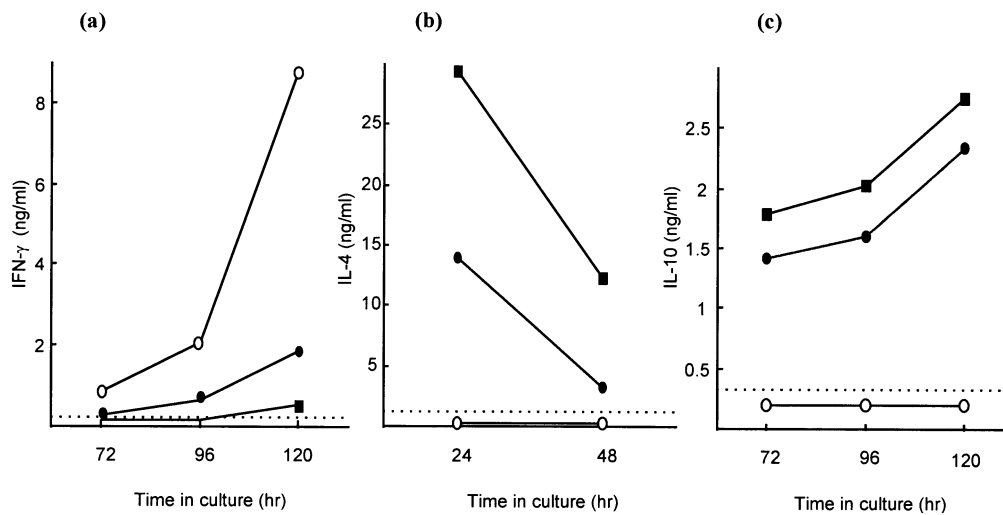 (a)
(b)
(c)
IFN-γ (ng/ml)
8
6
4
2
72 96 120
Time in culture (hr)
IL-4 (ng/ml)
25
20
15
10
5
24 48
Time in culture (hr)
IL-10 (ng/ml)
2.5
2
1.5
1
0.5
72 96 120
Time in culture (hr)